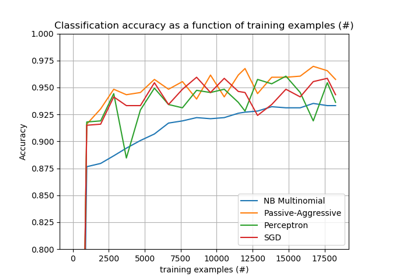 Classification accuracy as a function of training examples (#)
1.000
0.975
0.950
0.925
0.900
0.875
0.850
0.825
0.800
Accuracy
NB Multinomial
Passive-Aggressive
Perceptron
SGD
0 2500 5000 7500 10000 12500 15000 17500
training examples (#)